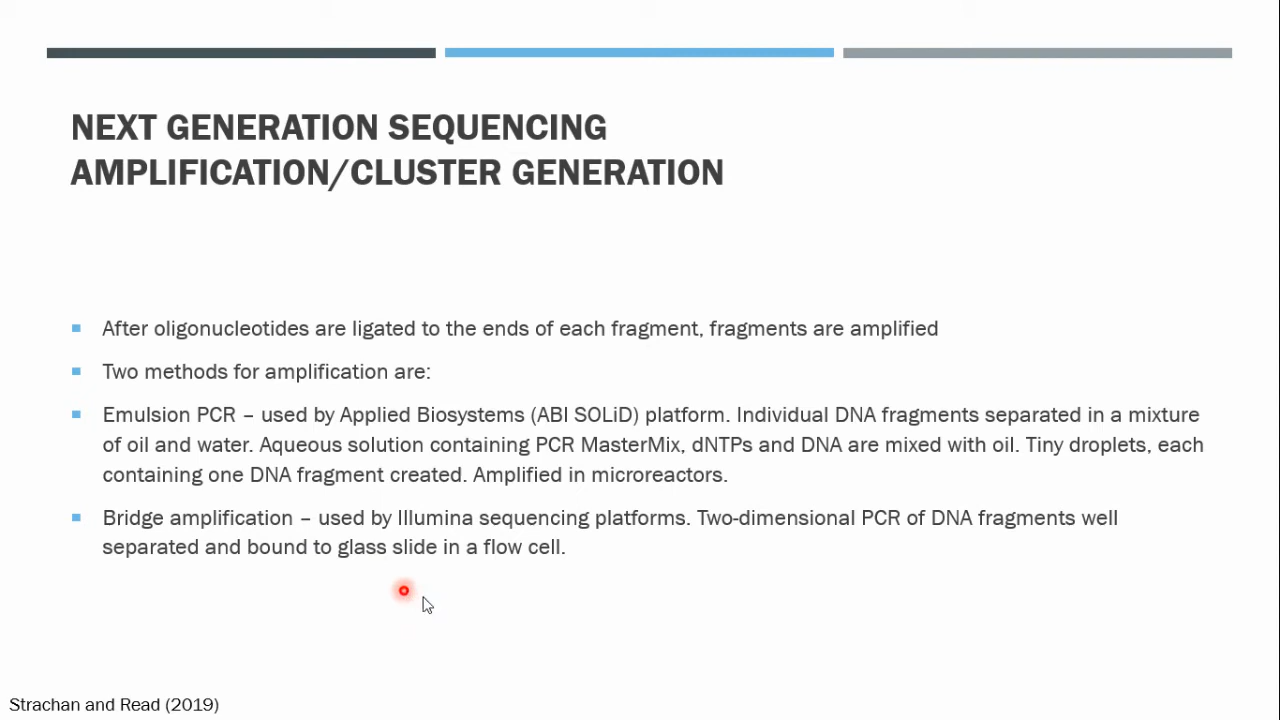 NEXT GENERATION SEQUENCING
AMPLIFICATION/CLUSTER GENERATION
After oligonucleotides are ligated to the ends of each fragment, fragments are amplified
Two methods for amplification are:
Emulsion PCR – used by Applied Biosystems (ABI SOLiD) platform. Individual DNA fragments separated in a mixture
of oil and water. Aqueous solution containing PCR MasterMix, dNTPs and DNA are mixed with oil. Tiny droplets, each
containing one DNA fragment created. Amplified in microreactors.
Bridge amplification – used by Illumina sequencing platforms. Two-dimensional PCR of DNA fragments well
separated and bound to glass slide in a flow cell.
Strachan and Read (2019)